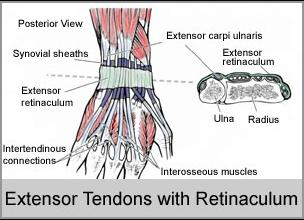 Posterior View
Synovial sheaths
Extensor
retinaculum
Intertendinous
connections
Interosseous muscles
Extensor carpi ulnaris
Extensor
retinaculum
Ulna
Radius
Extensor Tendons with Retinaculum